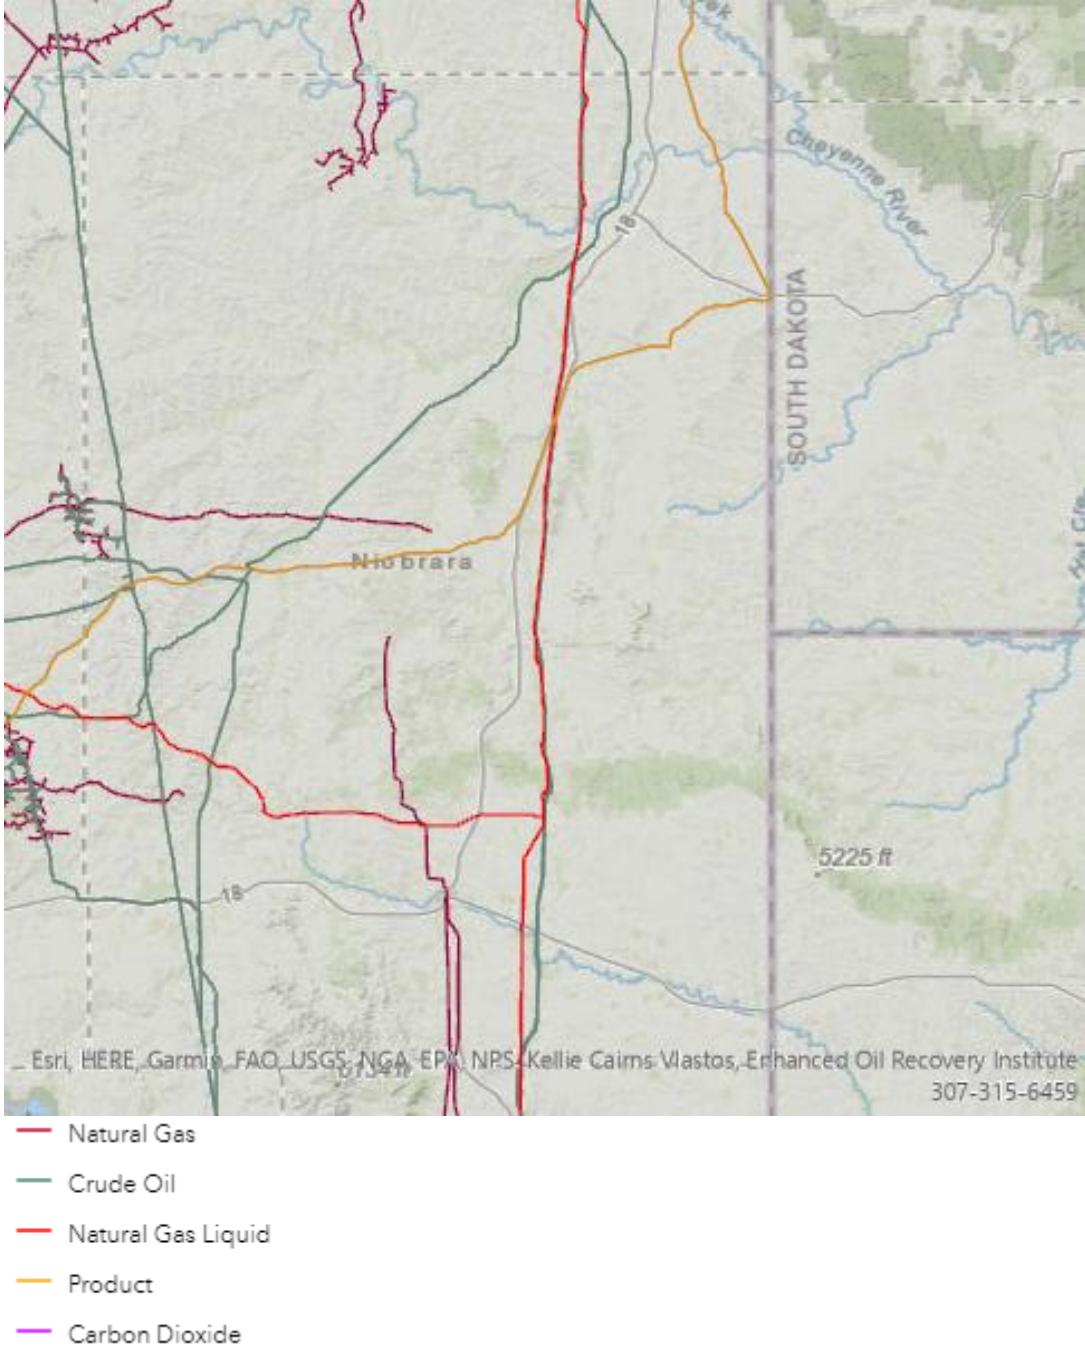 Cheyenne River
18
SOUTH DAKOTA
Niobrara
5225 ft
18
Esri, HERE, Garmin, FAO, USGS, NGA, EPA, NPS, Kellie Cairns Vlastos, Enhanced Oil Recovery Institute
307-315-6459
Natural Gas
Crude Oil
Natural Gas Liquid
Product
Carbon Dioxide